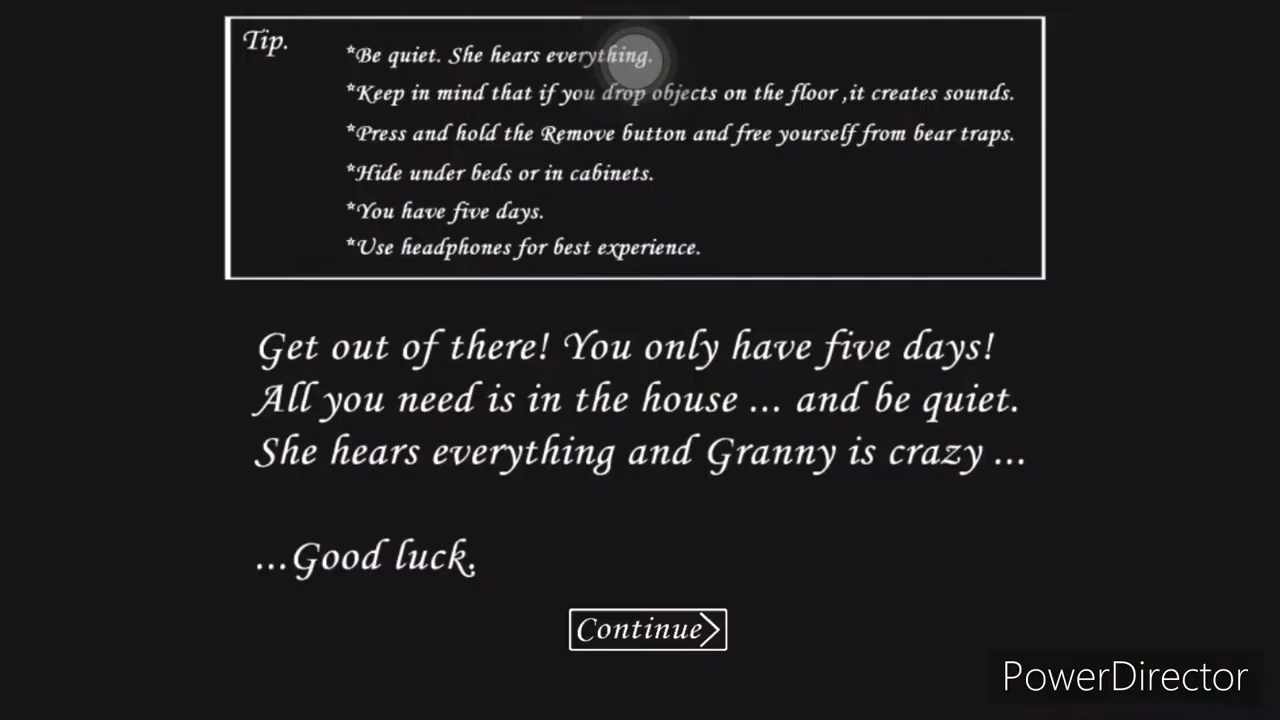 Tip.
*Be quiet. She hears everything.
*Keep in mind that if you drop objects on the floor ,it creates sounds.
*Press and hold the Remove button and free yourself from bear traps.
*Hide under beds or in cabinets.
*You have five days.
*Use headphones for best experience.
Get out of there! You only have five days!
All you need is in the house ... and be quiet.
She hears everything and Granny is crazy ...
...Good luck.
Continue
PowerDirector